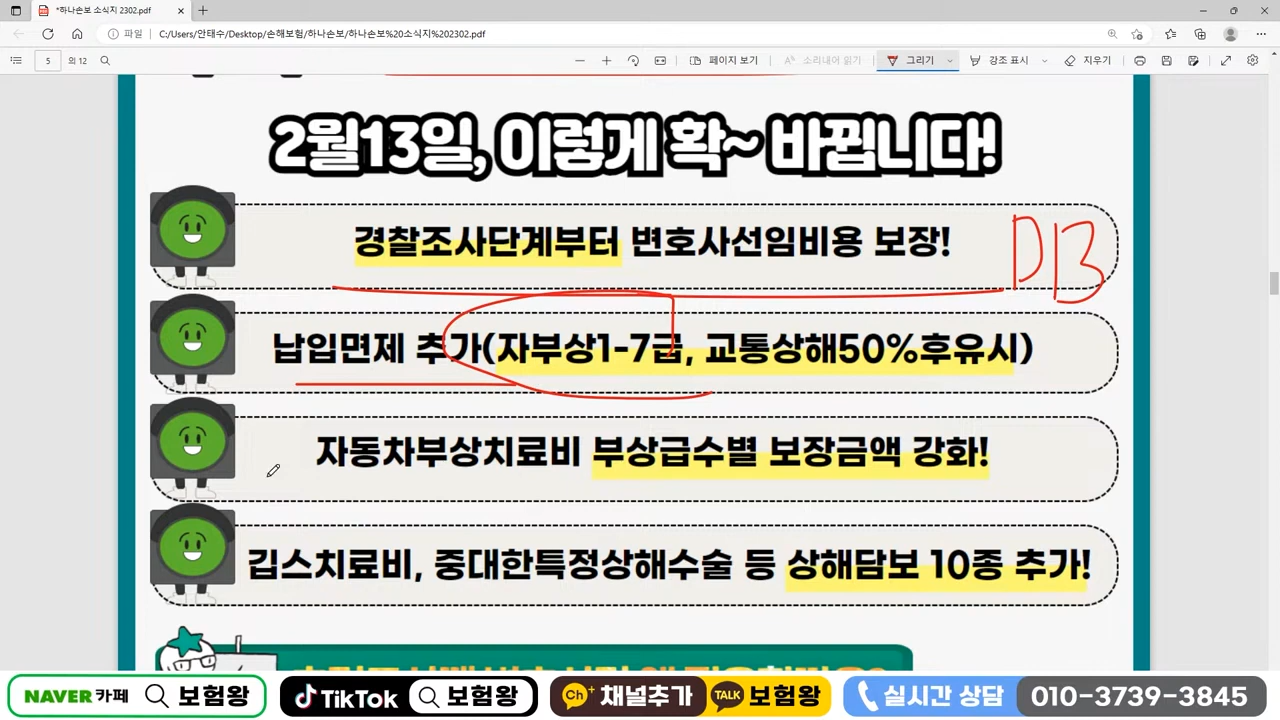 *하나손보 소식지 2302.pdf
파일 C:/Users/안태수/Desktop/손해보험/하나손보/하나손보%20소식지%202302.pdf
5 의 12 페이지 보기 소리내어 읽기 그리기 강조 표시 지우기
2월13일, 이렇게 확~ 바뀝니다!
경찰조사단계부터 변호사선임비용 보장!
DB
납입면제 추가(자부상1-7급, 교통상해50%후유시)
자동차부상치료비 부상급수별 보장금액 강화!
깁스치료비, 중대한특정상해수술 등 상해담보 10종 추가!
NAVER 카페 보험왕 TikTok 보험왕 Ch+ 채널추가 TALK 보험왕 실시간 상담 010-3739-3845